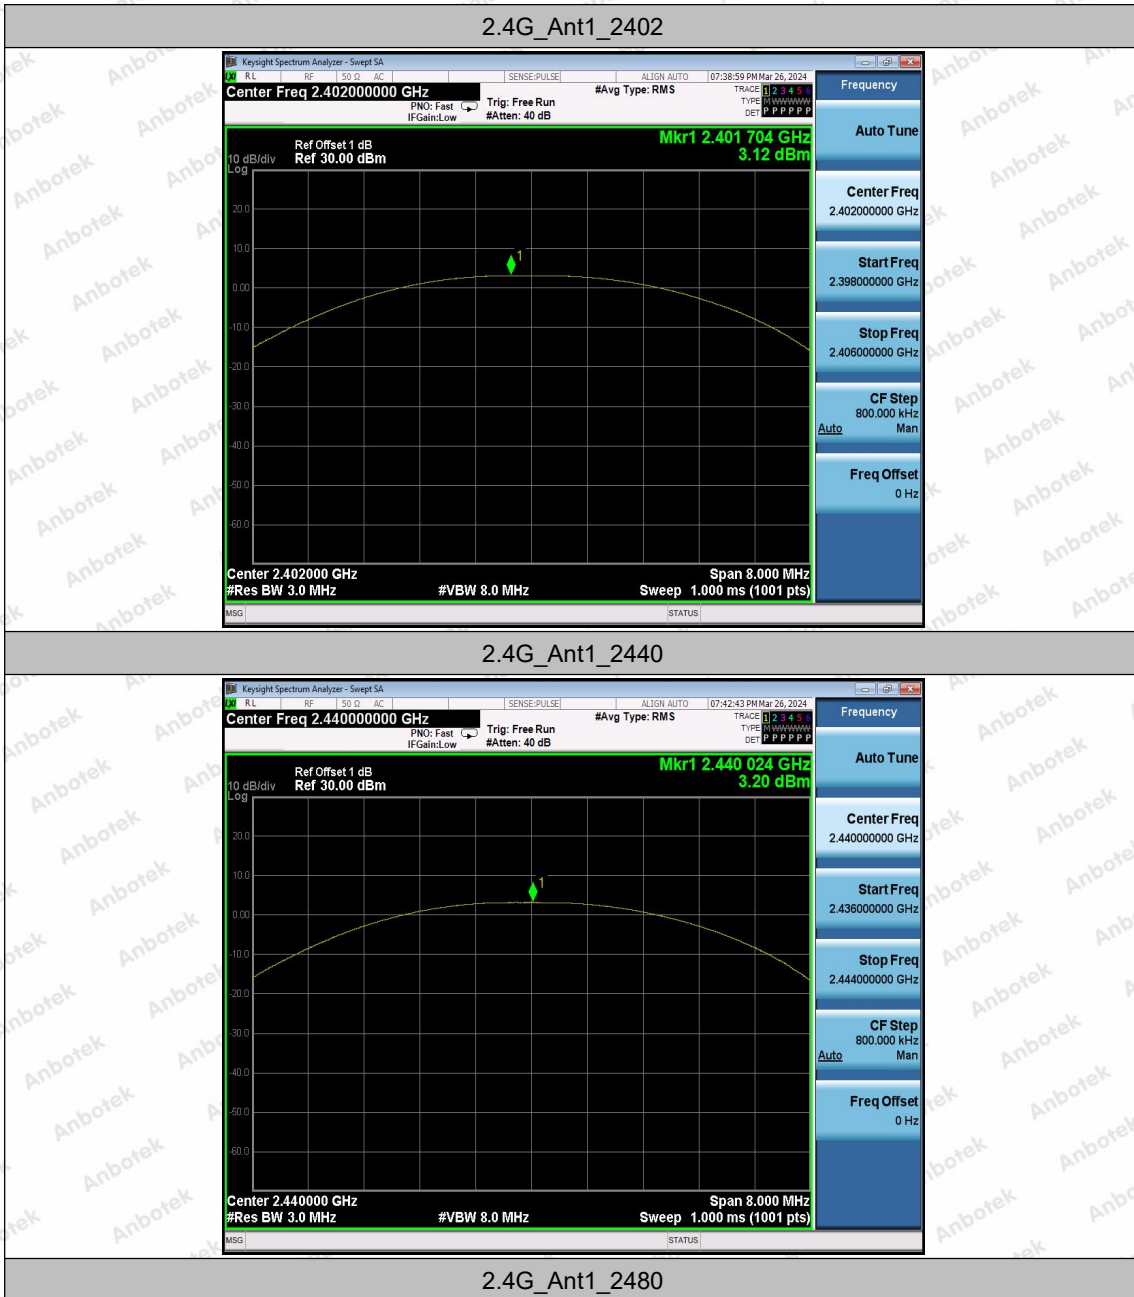 2.4G_Ant1_2402
Keysight Spectrum Analyzer - Swept SA
LXI RL RF 50 Ω AC SENSE:PULSE ALIGN AUTO 07:38:59 PM Mar 26, 2024
Center Freq 2.402000000 GHz
PNO: Fast
IFGain:Low
Trig: Free Run
#Atten: 40 dB
#Avg Type: RMS
TRACE 1 2 3 4 5 6
TYPE M WWWWW
DET P P P P P P
Frequency
Mkr1 2.401 704 GHz
3.12 dBm
Ref Offset 1 dB
10 dB/div Ref 30.00 dBm
Log
20.0
10.0
0.00
-10.0
-20.0
-30.0
-40.0
-50.0
-60.0
1
Center 2.402000 GHz Span 8.000 MHz
#Res BW 3.0 MHz #VBW 8.0 MHz Sweep 1.000 ms (1001 pts)
MSG STATUS
Auto Tune
Center Freq
2.402000000 GHz
Start Freq
2.398000000 GHz
Stop Freq
2.406000000 GHz
CF Step
800.000 kHz
Auto Man
Freq Offset
0 Hz
2.4G_Ant1_2440
Keysight Spectrum Analyzer - Swept SA
LXI RL RF 50 Ω AC SENSE:PULSE ALIGN AUTO 07:42:43 PM Mar 26, 2024
Center Freq 2.440000000 GHz
PNO: Fast
IFGain:Low
Trig: Free Run
#Atten: 40 dB
#Avg Type: RMS
TRACE 1 2 3 4 5 6
TYPE M WWWWW
DET P P P P P P
Frequency
Mkr1 2.440 024 GHz
3.20 dBm
Ref Offset 1 dB
10 dB/div Ref 30.00 dBm
Log
20.0
10.0
0.00
-10.0
-20.0
-30.0
-40.0
-50.0
-60.0
1
Center 2.440000 GHz Span 8.000 MHz
#Res BW 3.0 MHz #VBW 8.0 MHz Sweep 1.000 ms (1001 pts)
MSG STATUS
Auto Tune
Center Freq
2.440000000 GHz
Start Freq
2.436000000 GHz
Stop Freq
2.444000000 GHz
CF Step
800.000 kHz
Auto Man
Freq Offset
0 Hz
2.4G_Ant1_2480
Anbotek